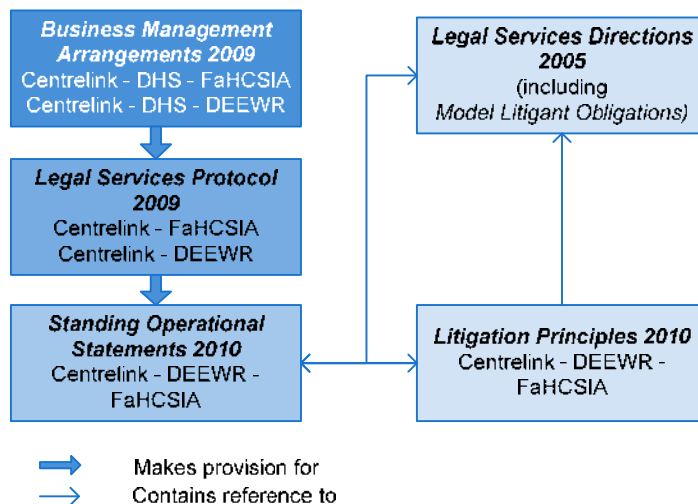 Business Management
Arrangements 2009
Centrelink - DHS - FaHCSIA
Centrelink - DHS - DEEWR
Legal Services Protocol
2009
Centrelink - FaHCSIA
Centrelink - DEEWR
Standing Operational
Statements 2010
Centrelink - DEEWR -
FaHCSIA
Legal Services Directions
2005
(including
Model Litigant Obligations)
Litigation Principles 2010
Centrelink - DEEWR -
FaHCSIA
Makes provision for
Contains reference to